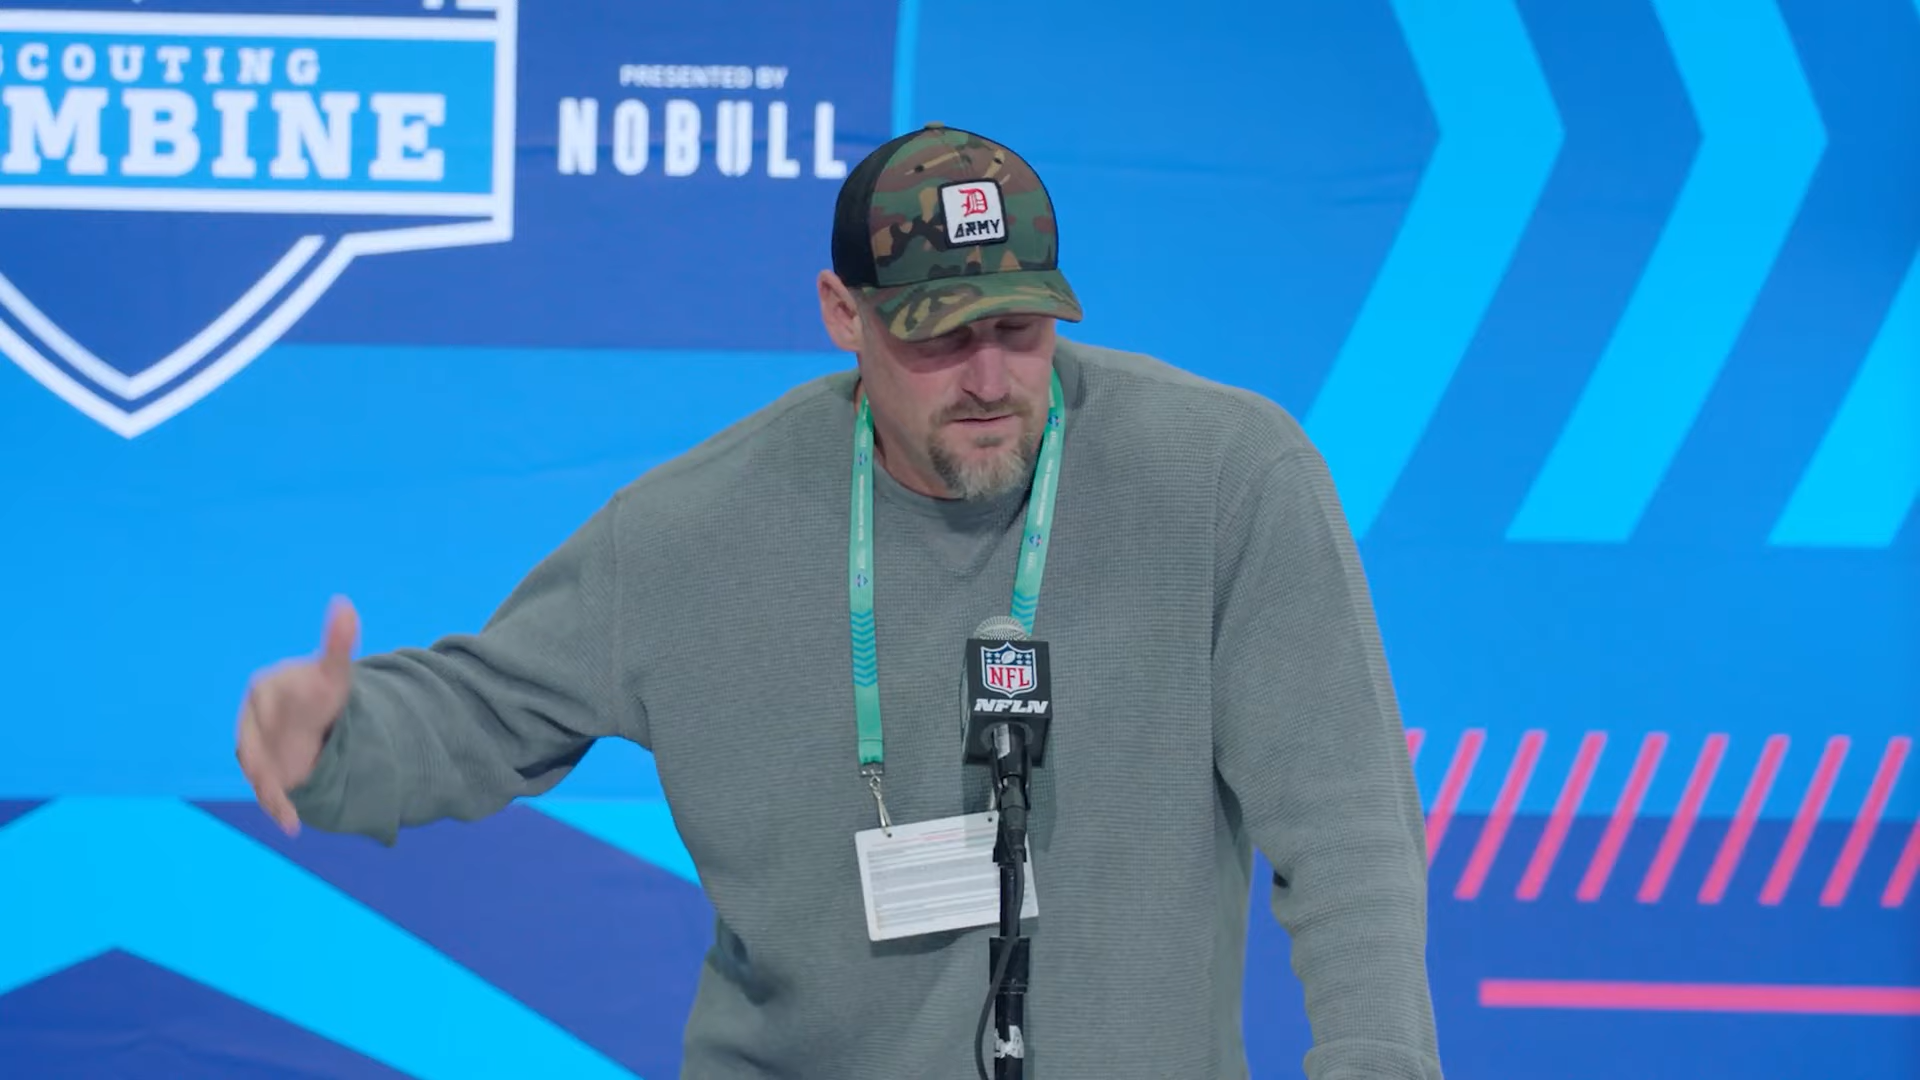 SCOUTING
MBINE
PRESENTED BY
NOBULL
D
ARMY
NFL
NFLN